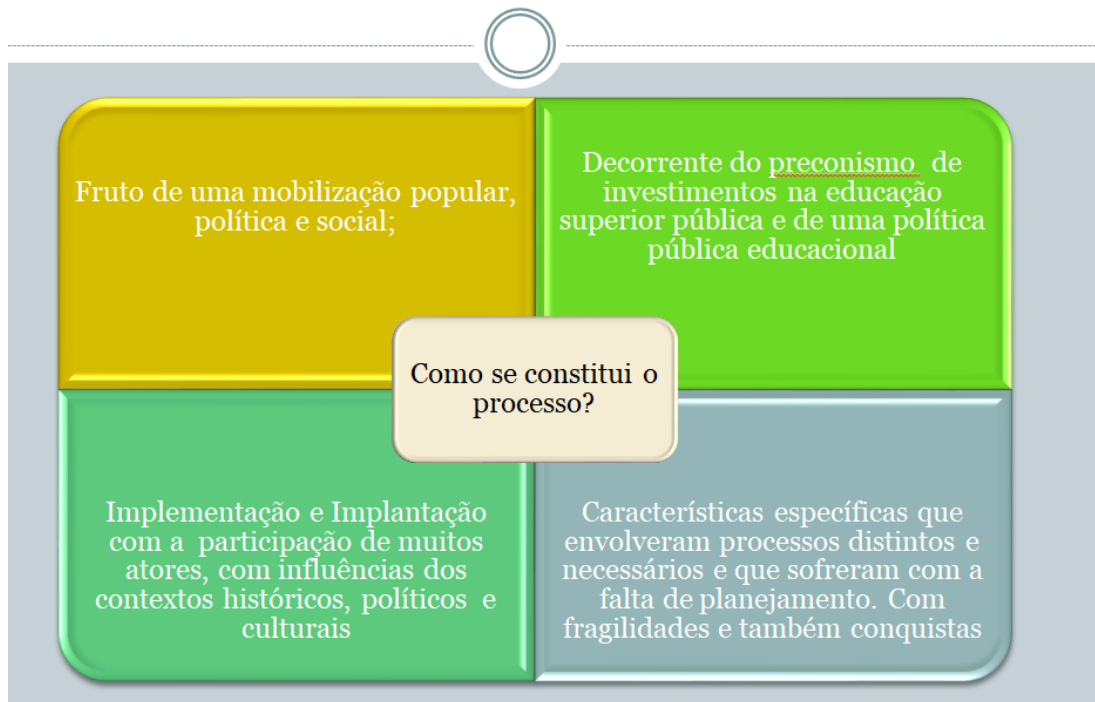 Fruto de uma mobilização popular,
política e social;
Decorrente do preconismo de
investimentos na educação
superior pública e de uma política
pública educacional
Como se constitui o
processo?
Implementação e Implantação
com a participação de muitos
atores, com influências dos
contextos históricos, políticos e
culturais
Características específicas que
envolveram processos distintos e
necessários e que sofreram com a
falta de planejamento. Com
fragilidades e também conquistas